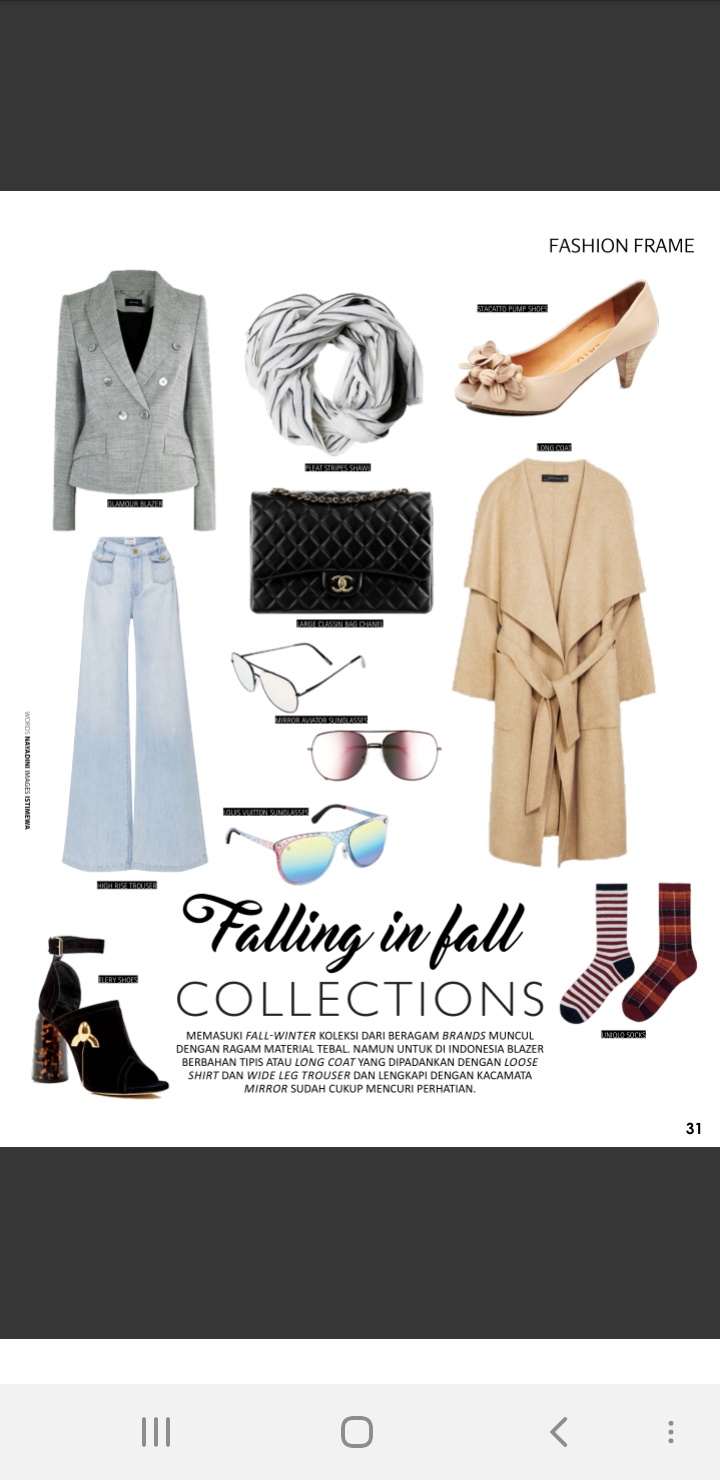 FASHION FRAME
STACATTO PUMP SHOES
LONG COAT
PLEAT STRIPES SHAWL
GLAMOUR BLAZER
LARGE CLASSIN BAG CHANEL
MIRROR AVIATOR SUNGLASSES
LOUIS VUITTON SUNGLASSES
WORDS NAYADINI IMAGES ISTIMEWA
HIGH RISE TROUSER
Falling in fall
COLLECTIONS
ELERY SHOES
UNIQLO SOCKS
MEMASUKI FALL-WINTER KOLEKSI DARI BERAGAM BRANDS MUNCUL
DENGAN RAGAM MATERIAL TEBAL. NAMUN UNTUK DI INDONESIA BLAZER
BERBAHAN TIPIS ATAU LONG COAT YANG DIPADANKAN DENGAN LOOSE
SHIRT DAN WIDE LEG TROUSER DAN LENGKAPI DENGAN KACAMATA
MIRROR SUDAH CUKUP MENCURI PERHATIAN.
31